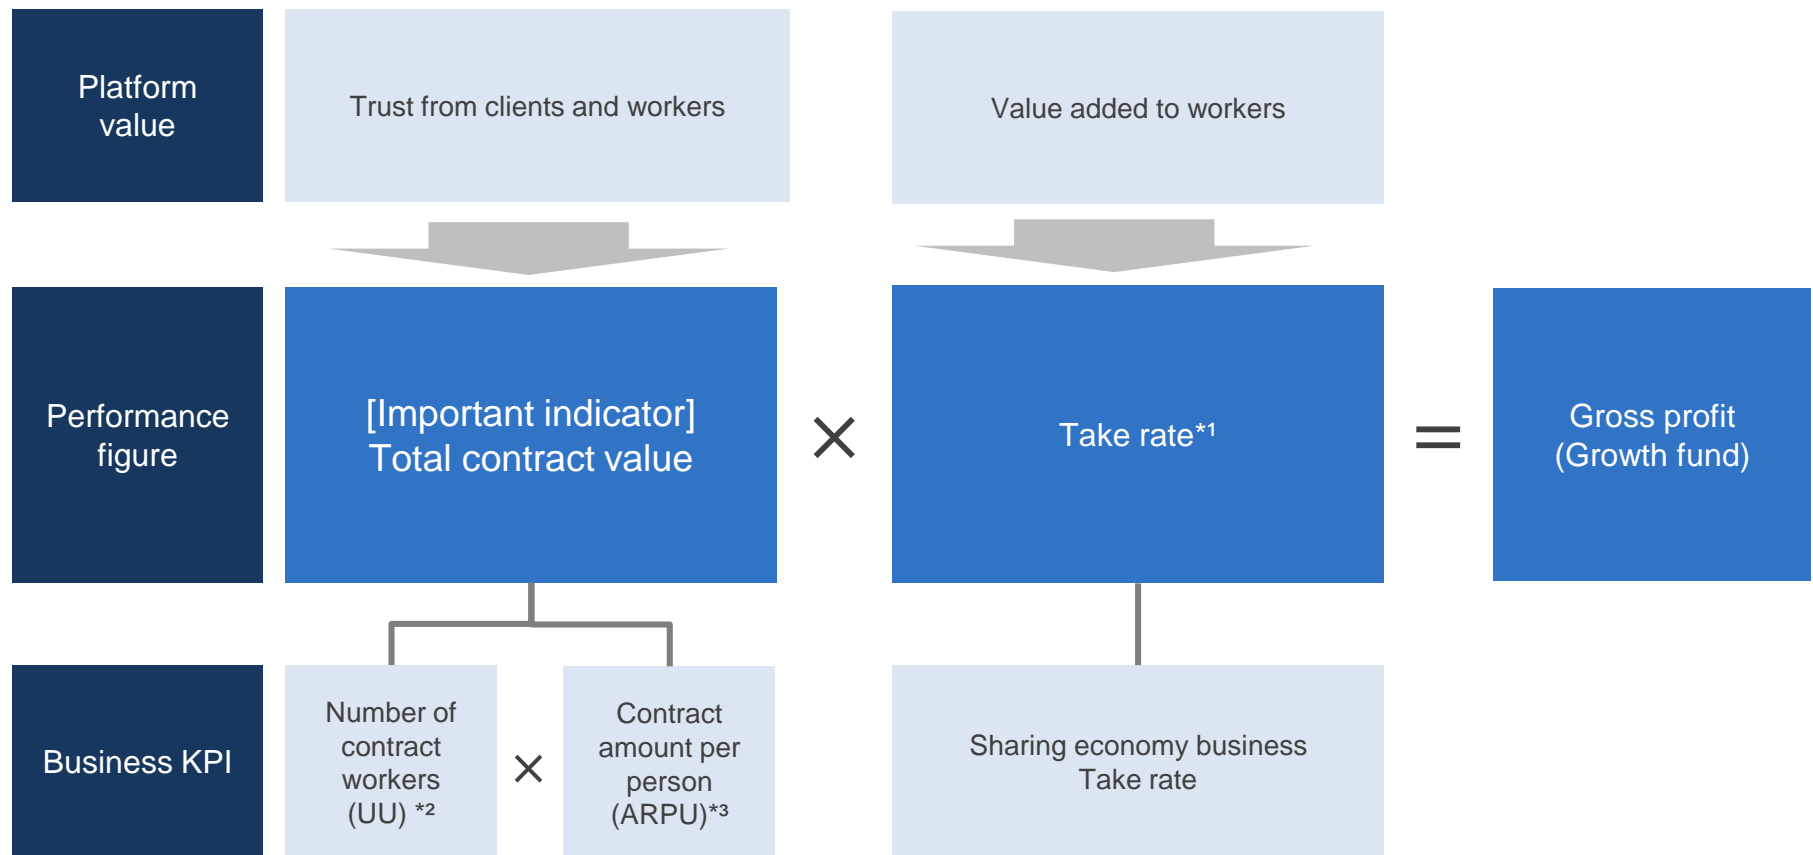 Platform
value
Trust from clients and workers
Value added to workers
Performance
figure
[Important indicator]
Total contract value
×
Take rate*¹
=
Gross profit
(Growth fund)
Business KPI
Number of
contract
workers
(UU) *²
×
Contract
amount per
person
(ARPU)*³
Sharing economy business
Take rate